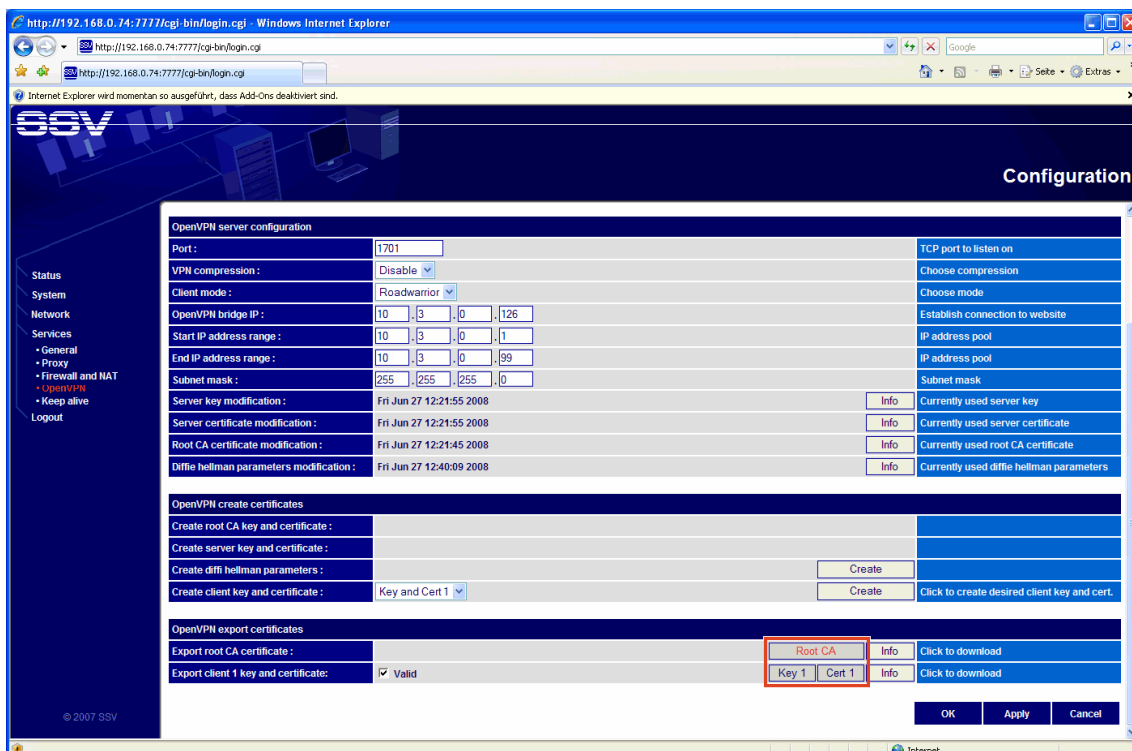 http://192.168.0.74:7777/cgi-bin/login.cgi - Windows Internet Explorer
http://192.168.0.74:7777/cgi-bin/login.cgi
Google
http://192.168.0.74:7777/cgi-bin/login.cgi
Seite
Extras
Internet Explorer wird momentan so ausgeführt, dass Add-Ons deaktiviert sind.
SSV
Configuration
Status
System
Network
Services
• General
• Proxy
• Firewall and NAT
• OpenVPN
• Keep alive
Logout
© 2007 SSV
OpenVPN server configuration
Port : 1701 TCP port to listen on
VPN compression : Disable Choose compression
Client mode : Roadwarrior Choose mode
OpenVPN bridge IP : 10 .3 .0 .126 Establish connection to website
Start IP address range : 10 .3 .0 .1 IP address pool
End IP address range : 10 .3 .0 .99 IP address pool
Subnet mask : 255 .255 .255 .0 Subnet mask
Server key modification : Fri Jun 27 12:21:55 2008 Info Currently used server key
Server certificate modification : Fri Jun 27 12:21:55 2008 Info Currently used server certificate
Root CA certificate modification : Fri Jun 27 12:21:45 2008 Info Currently used root CA certificate
Diffie hellman parameters modification : Fri Jun 27 12:40:09 2008 Info Currently used diffie hellman parameters
OpenVPN create certificates
Create root CA key and certificate :
Create server key and certificate :
Create diffi hellman parameters : Create
Create client key and certificate : Key and Cert 1 Create Click to create desired client key and cert.
OpenVPN export certificates
Export root CA certificate : Root CA Info Click to download
Export client 1 key and certificate: Valid Key 1 Cert 1 Info Click to download
OK Apply Cancel
Internet